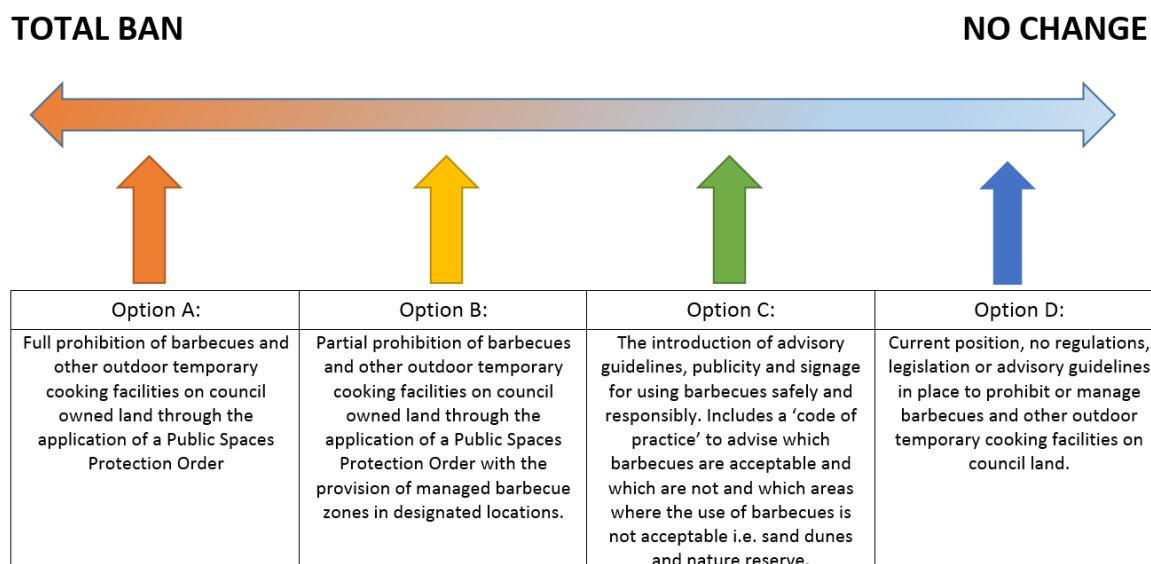 TOTAL BAN
NO CHANGE
Option A:
Full prohibition of barbecues and
other outdoor temporary
cooking facilities on council
owned land through the
application of a Public Spaces
Protection Order
Option B:
Partial prohibition of barbecues
and other outdoor temporary
cooking facilities on council
owned land through the
application of a Public Spaces
Protection Order with the
provision of managed barbecue
zones in designated locations.
Option C:
The introduction of advisory
guidelines, publicity and signage
for using barbecues safely and
responsibly. Includes a ‘code of
practice’ to advise which
barbecues are acceptable and
which are not and which areas
where the use of barbecues is
not acceptable i.e. sand dunes
and nature reserve.
Option D:
Current position, no regulations,
legislation or advisory guidelines
in place to prohibit or manage
barbecues and other outdoor
temporary cooking facilities on
council land.